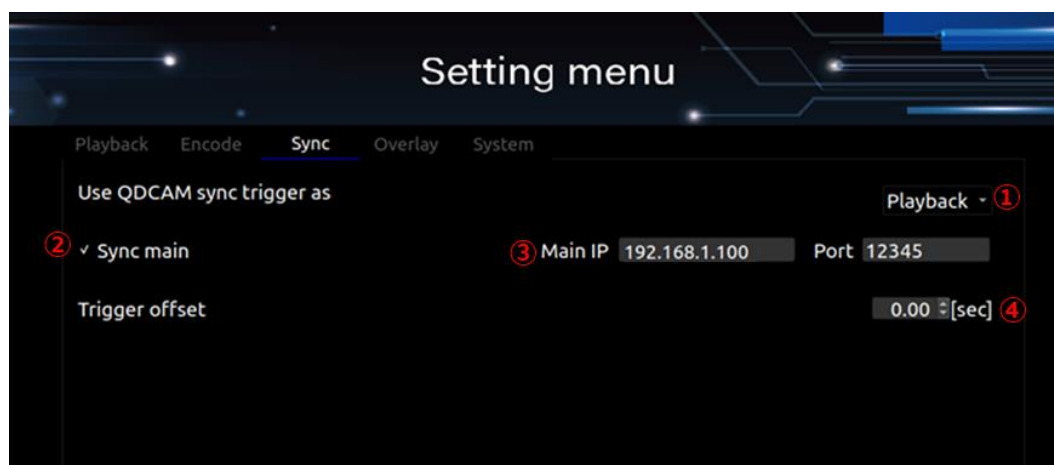 Setting menu
Playback Encode Sync Overlay System
Use QDCAM sync trigger as Playback ①
② ✓ Sync main ③ Main IP 192.168.1.100 Port 12345
Trigger offset 0.00 [sec] ④